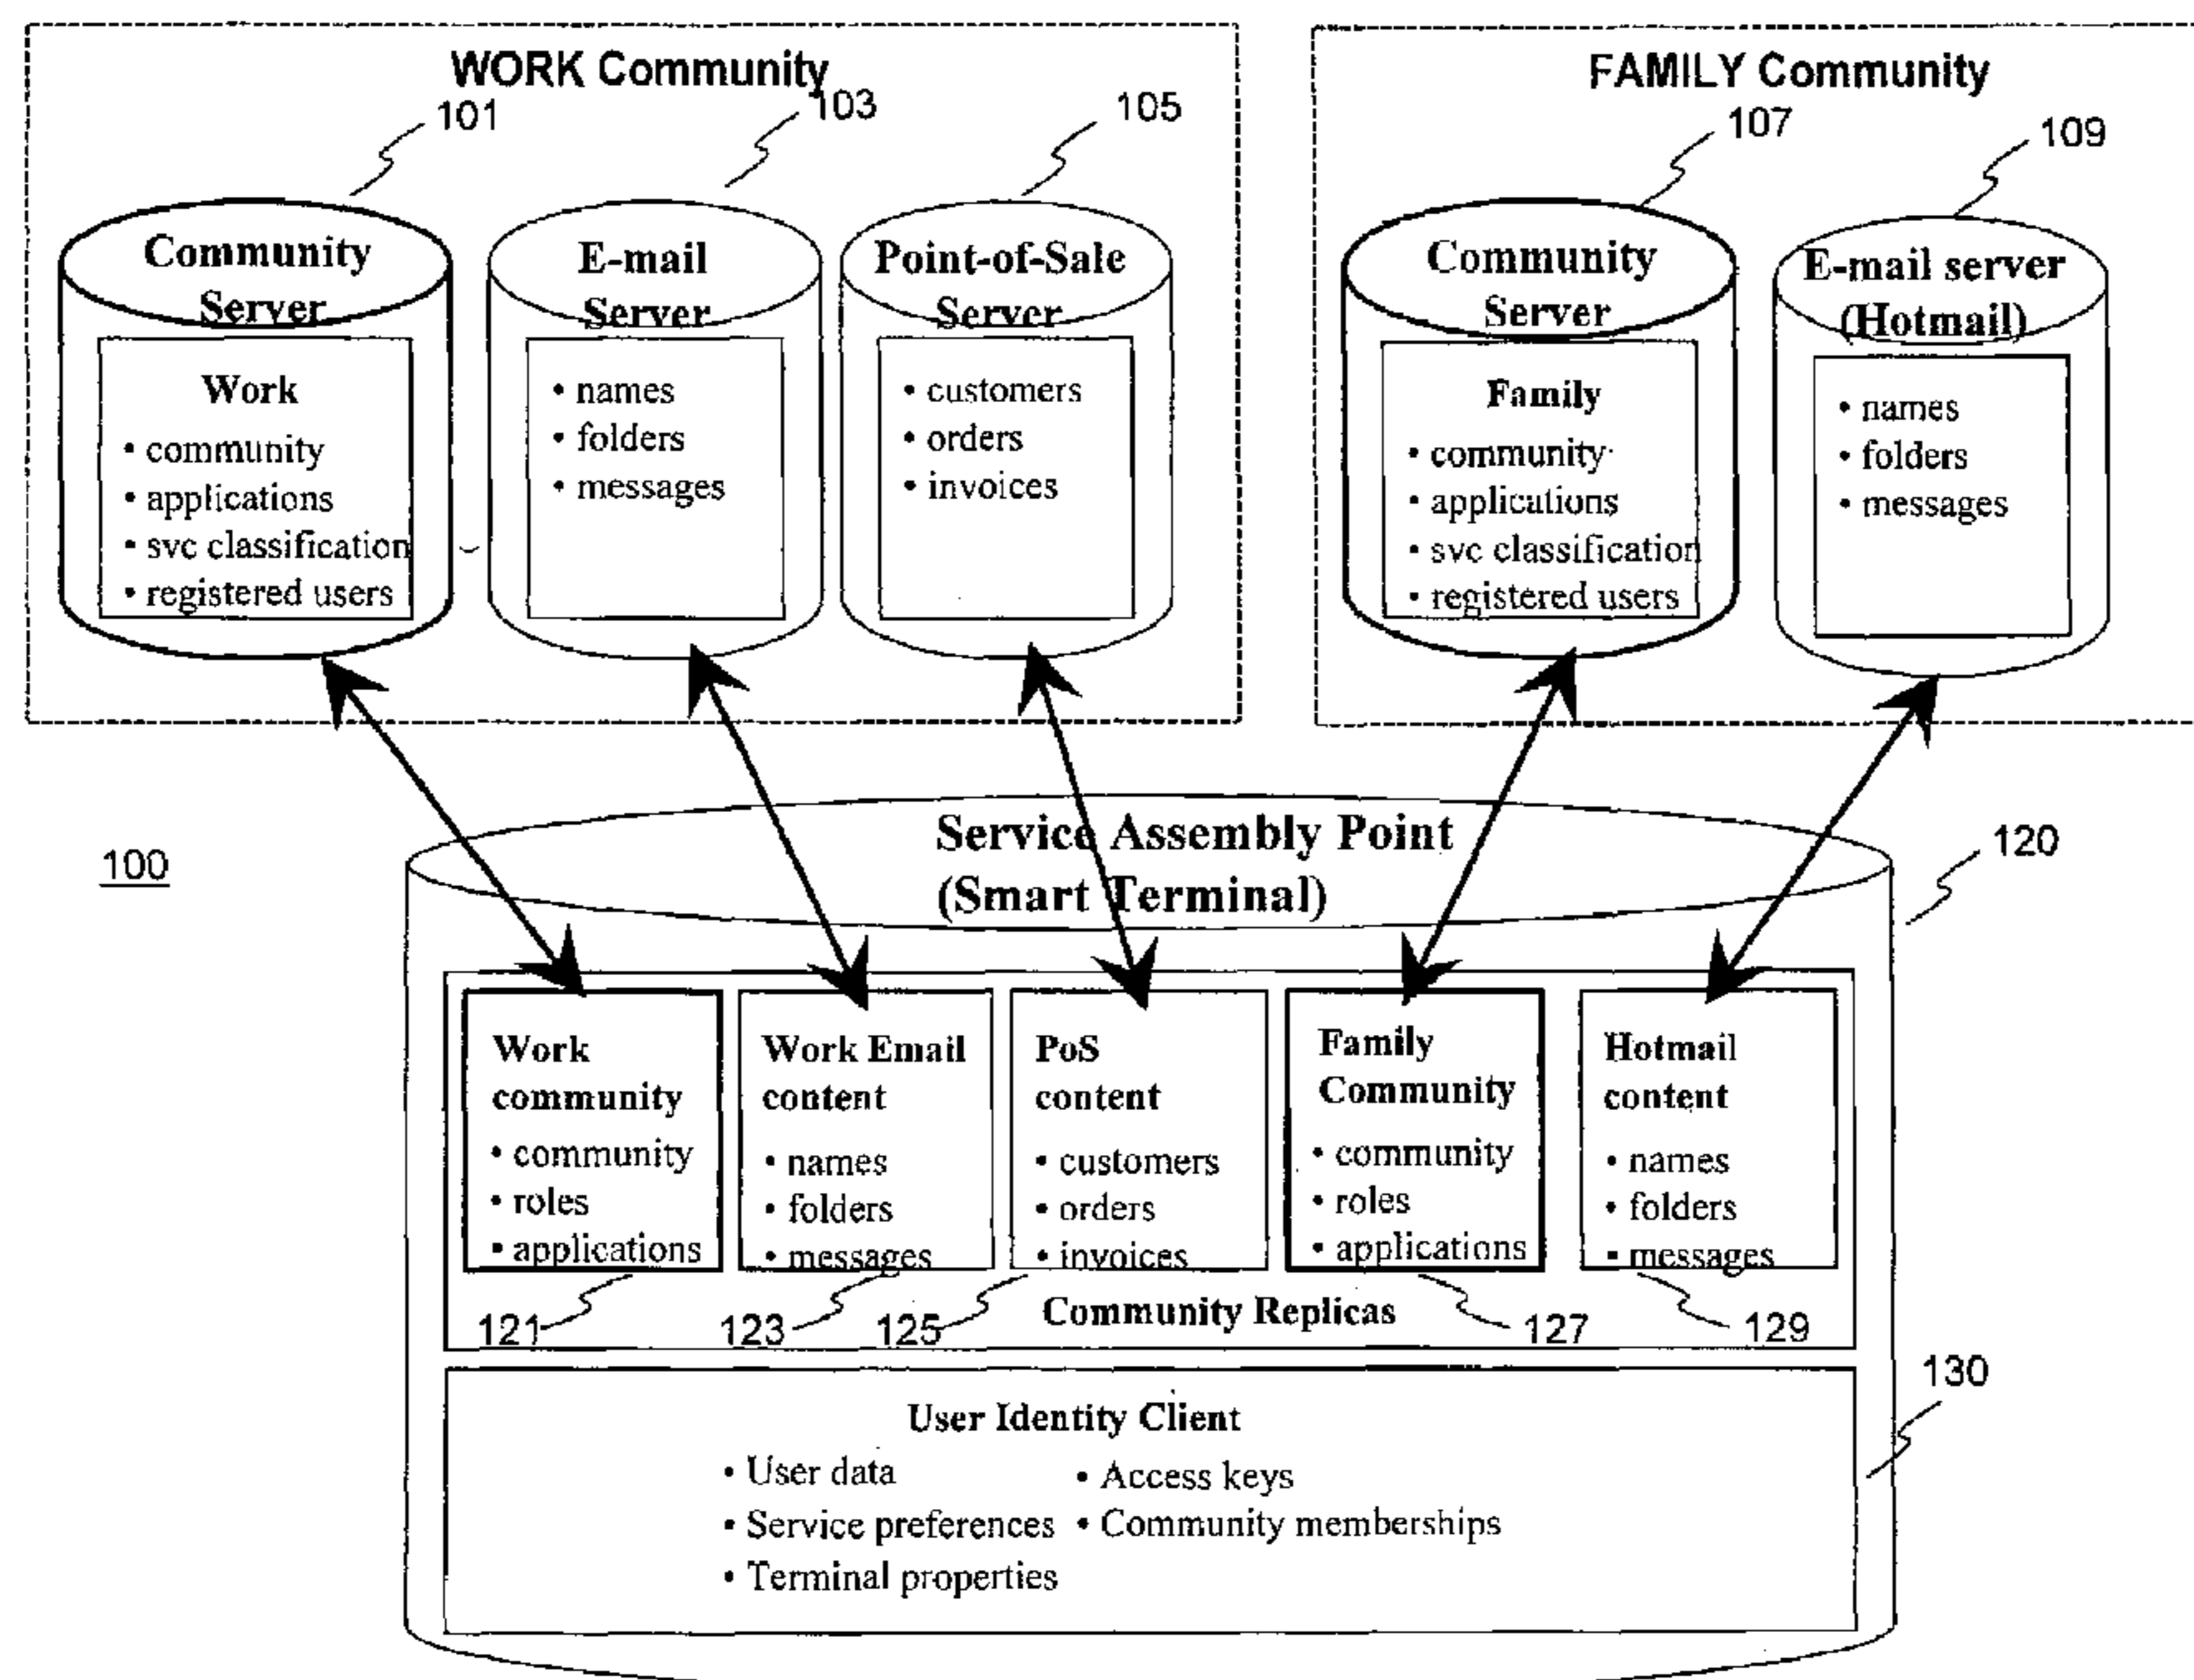 WORK Community
101
103
105
Community
Server
Work
• community
• applications
• svc classification
• registered users
E-mail
Server
• names
• folders
• messages
Point-of-Sale
Server
• customers
• orders
• invoices
FAMILY Community
107
109
Community
Server
Family
• community
• applications
• svc classification
• registered users
E-mail server
(Hotmail)
• names
• folders
• messages
100
Service Assembly Point
(Smart Terminal)
120
Work
community
• community
• roles
• applications
Work Email
content
• names
• folders
• messages
PoS
content
• customers
• orders
• invoices
Family
Community
• community
• roles
• applications
Hotmail
content
• names
• folders
• messages
121
123
125
Community Replicas
127
129
130
User Identity Client
• User data
• Service preferences
• Terminal properties
• Access keys
• Community memberships